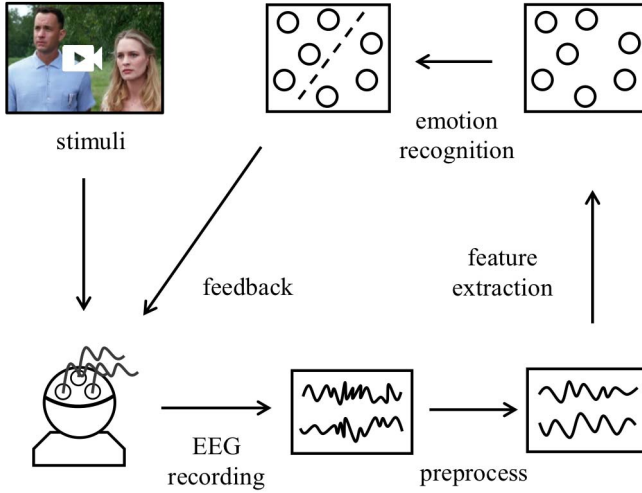 stimuli
emotion
recognition
feedback
feature
extraction
EEG
recording
preprocess